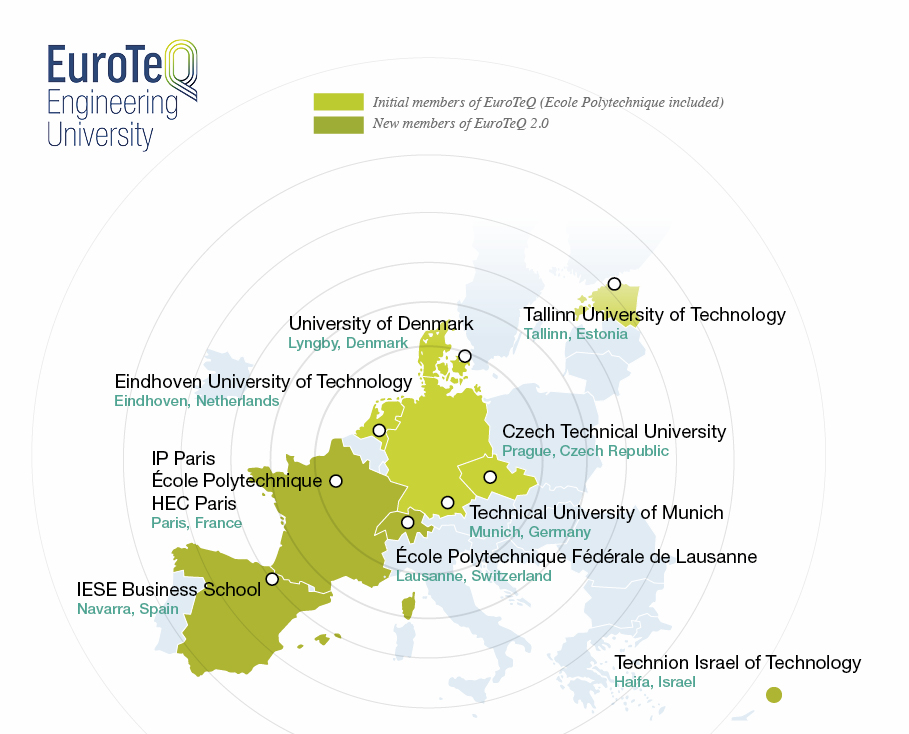 EuroTeQ
Engineering
University
Initial members of EuroTeQ (Ecole Polytechnique included)
New members of EuroTeQ 2.0
Tallinn University of Technology
Tallinn, Estonia
University of Denmark
Lyngby, Denmark
Eindhoven University of Technology
Eindhoven, Netherlands
Czech Technical University
Prague, Czech Republic
IP Paris
École Polytechnique
HEC Paris
Paris, France
Technical University of Munich
Munich, Germany
École Polytechnique Fédérale de Lausanne
Lausanne, Switzerland
IESE Business School
Navarra, Spain
Technion Israel of Technology
Haifa, Israel